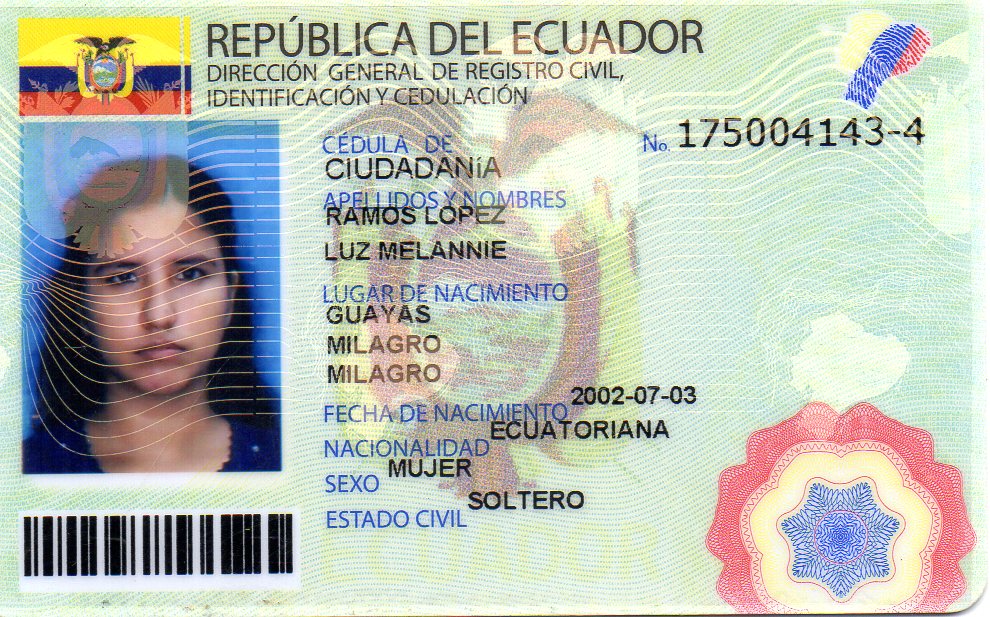 REPÚBLICA DEL ECUADOR
DIRECCIÓN GENERAL DE REGISTRO CIVIL,
IDENTIFICACIÓN Y CEDULACIÓN
CÉDULA DE
CIUDADANíA
No. 175004143-4
APELLIDOS Y NOMBRES
RAMOS LOPEZ
LUZ MELANNIE
LUGAR DE NACIMIENTO
GUAYAS
MILAGRO
MILAGRO
FECHA DE NACIMIENTO 2002-07-03
NACIONALIDAD ECUATORIANA
SEXO MUJER
ESTADO CIVIL SOLTERO
ECUADOR